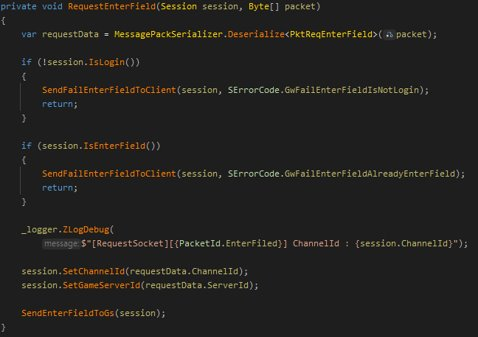 private void RequestEnterField(Session session, Byte[] packet)
{
var requestData = MessagePackSerializer.Deserialize<PktReqEnterField>(packet);
if (!session.IsLogin())
{
SendFailEnterFieldToClient(session, SErrorCode.GwFailEnterFieldIsNotLogin);
return;
}
if (session.IsEnterField())
{
SendFailEnterFieldToClient(session, SErrorCode.GwFailEnterFieldAlreadyEnterField);
return;
}
_logger.ZLogDebug(
message: $"[RequestSocket][{PacketId.EnterFiled}] ChannelId : {session.ChannelId}");
session.SetChannelId(requestData.ChannelId);
session.SetGameServerId(requestData.ServerId);
SendEnterFieldToGs(session);
}